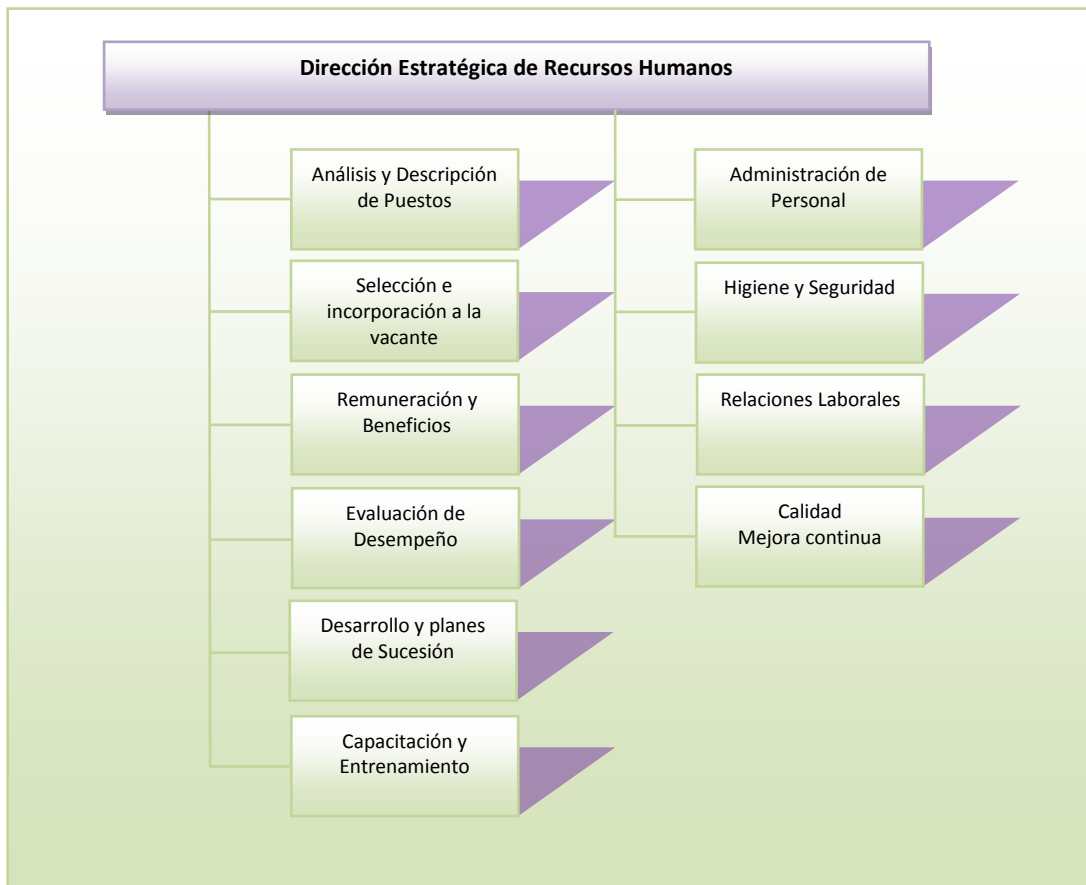 Dirección Estratégica de Recursos Humanos
Análisis y Descripción
de Puestos
Selección e
incorporación a la
vacante
Remuneración y
Beneficios
Evaluación de
Desempeño
Desarrollo y planes
de Sucesión
Capacitación y
Entrenamiento
Administración de
Personal
Higiene y Seguridad
Relaciones Laborales
Calidad
Mejora continua